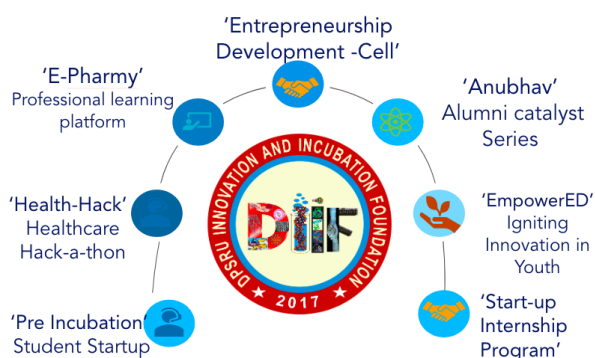 ‘Entrepreneurship
Development -Cell’
‘E-Pharmy’
Professional learning
platform
‘Anubhav’
Alumni catalyst
Series
‘Health-Hack’
Healthcare
Hack-a-thon
DPSRU INNOVATION AND INCUBATION FOUNDATION
DIIF
2017
‘EmpowerED’
Igniting
Innovation in
Youth
‘Pre Incubation’
Student Startup
‘Start-up
Internship
Program’